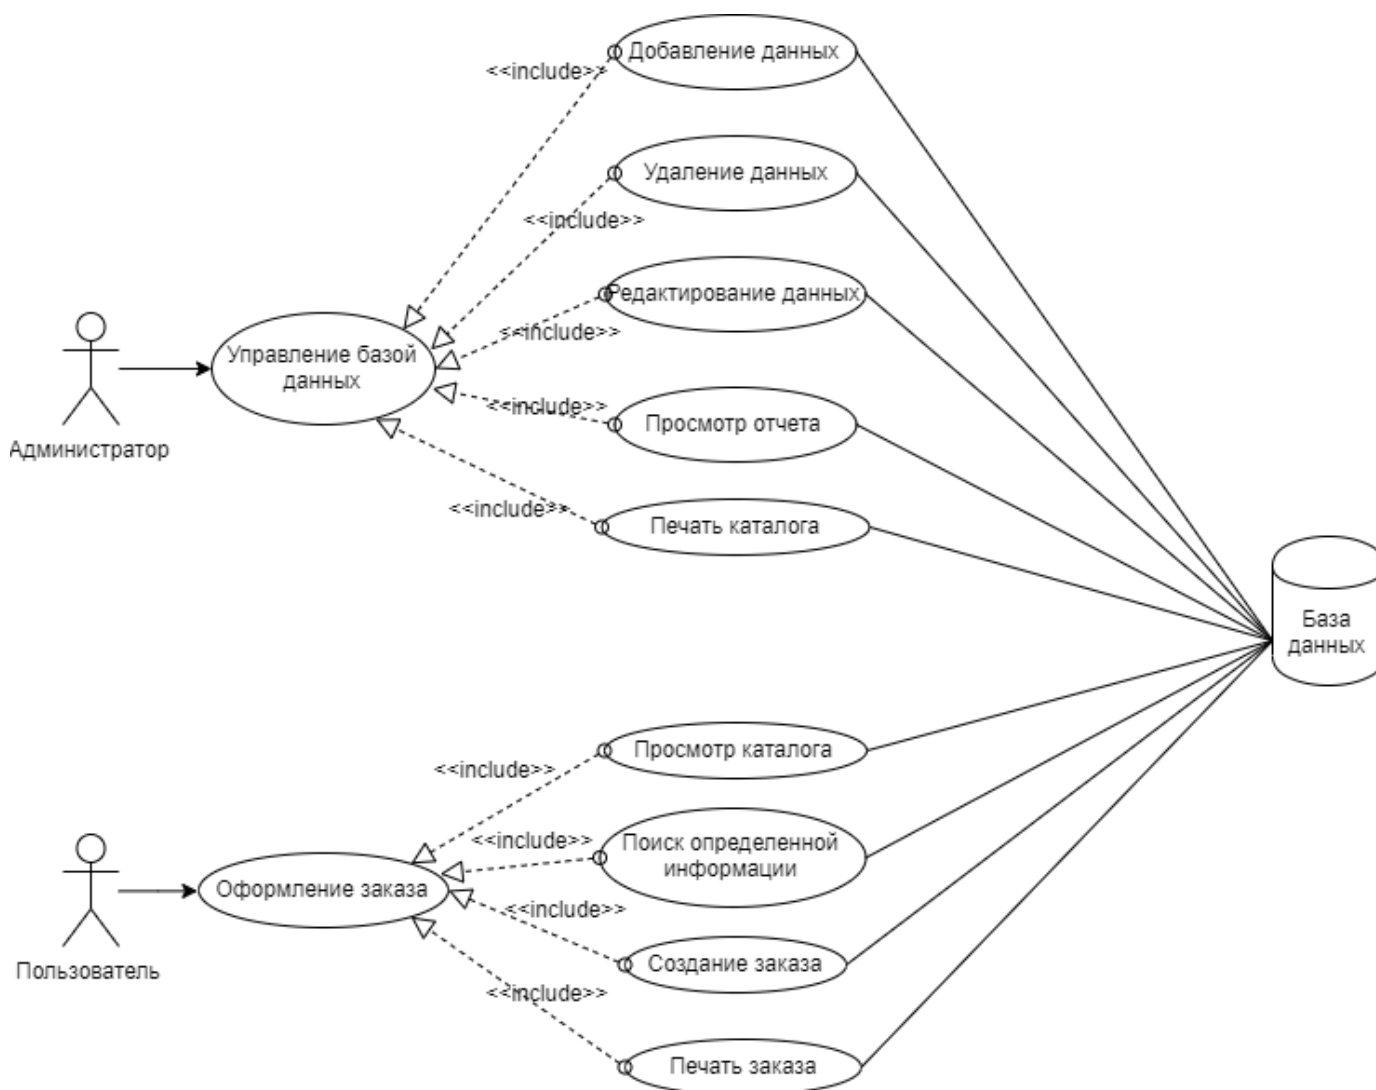 Добавление данных
<<include>>
Удаление данных
<<include>>
Редактирование данных
<<include>>
Управление базой
данных
<<include>>
Просмотр отчета
Администратор
<<include>>
Печать каталога
База
данных
Просмотр каталога
<<include>>
<<include>>
Поиск определенной
информации
Оформление заказа
<<include>>
Создание заказа
Пользователь
<<include>>
Печать заказа